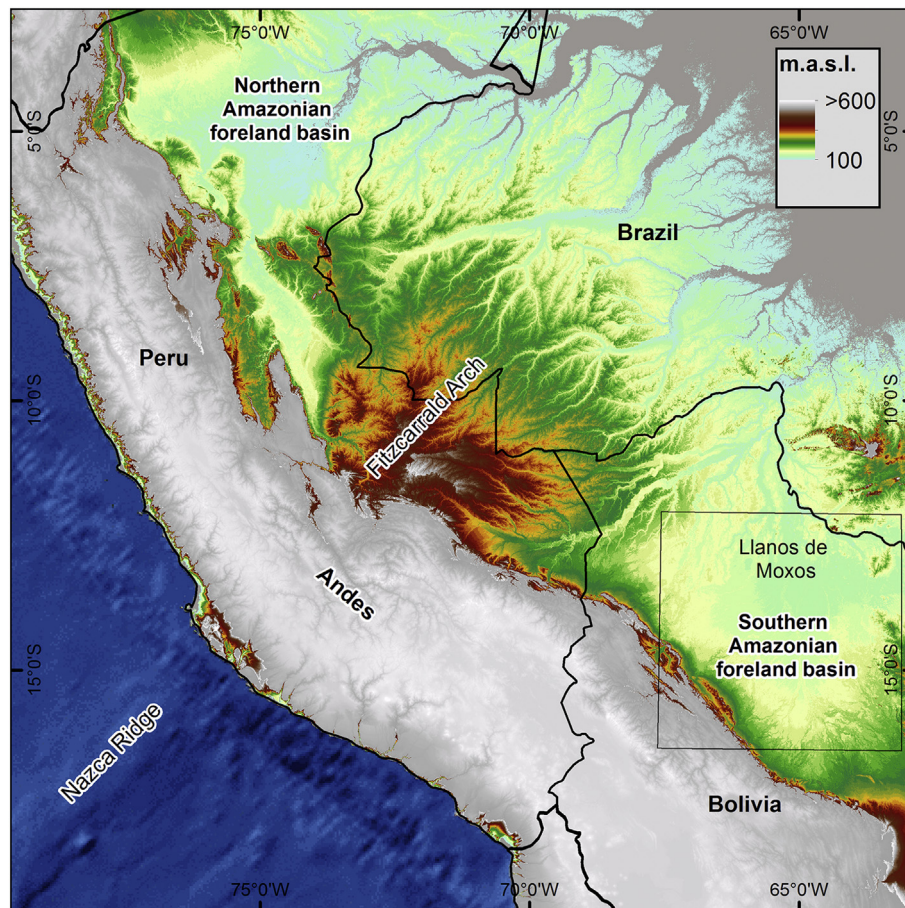 75°0'W
65°0'W
m.a.s.l.
>600
100
Northern
Amazonian
foreland basin
5°0'S
5°0'S
Brazil
Peru
Fitzcarrald Arch
10°0'S
10°0'S
Llanos de
Moxos
Andes
Southern
Amazonian
foreland basin
15°0'S
15°0'S
Nazca Ridge
Bolivia
75°0'W
70°0'W
65°0'W